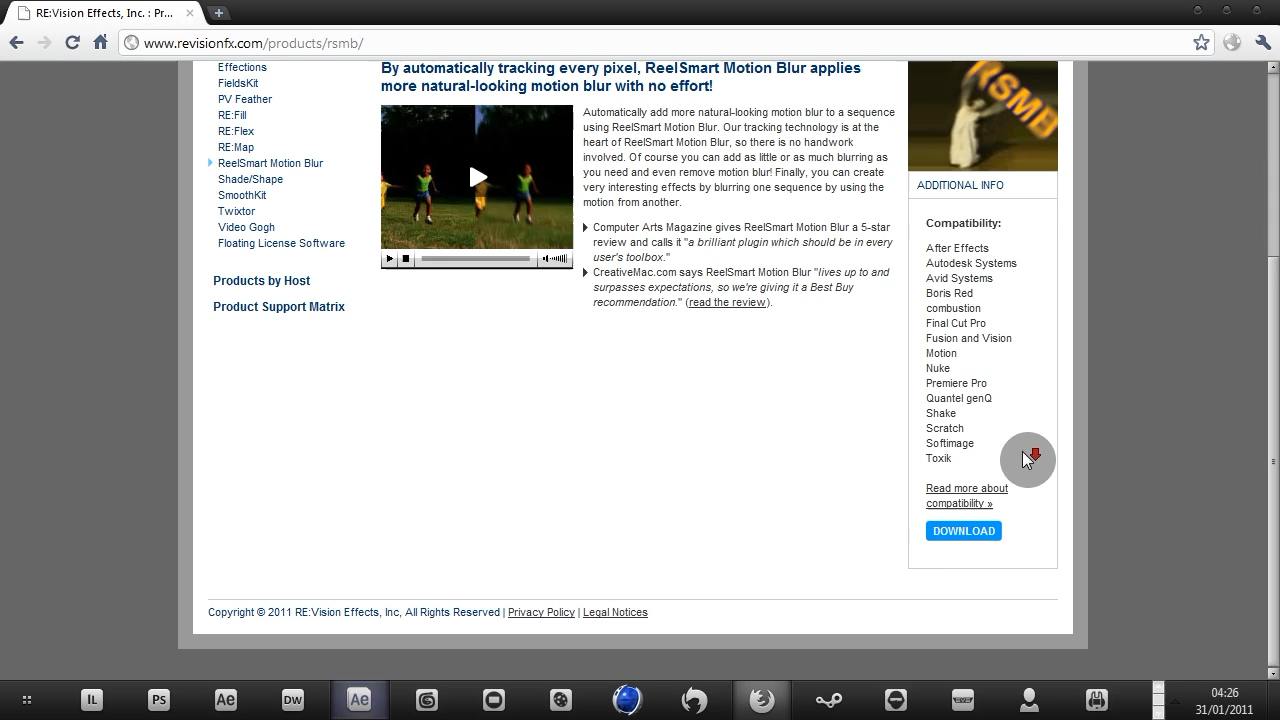 RE:Vision Effects, Inc. : Pr...
www.revisionfx.com/products/rsmb/
Effections
FieldsKit
PV Feather
RE:Fill
RE:Flex
RE:Map
ReelSmart Motion Blur
Shade/Shape
SmoothKit
Twixtor
Video Gogh
Floating License Software
Products by Host
Product Support Matrix
By automatically tracking every pixel, ReelSmart Motion Blur applies
more natural-looking motion blur with no effort!
Automatically add more natural-looking motion blur to a sequence
using ReelSmart Motion Blur. Our tracking technology is at the
heart of ReelSmart Motion Blur, so there is no handwork
involved. Of course you can add as little or as much blurring as
you need and even remove motion blur! Finally, you can create
very interesting effects by blurring one sequence by using the
motion from another.
Computer Arts Magazine gives ReelSmart Motion Blur a 5-star
review and calls it "a brilliant plugin which should be in every
user's toolbox."
CreativeMac.com says ReelSmart Motion Blur "lives up to and
surpasses expectations, so we're giving it a Best Buy
recommendation." (read the review).
RSMB
ADDITIONAL INFO
Compatibility:
After Effects
Autodesk Systems
Avid Systems
Boris Red
combustion
Final Cut Pro
Fusion and Vision
Motion
Nuke
Premiere Pro
Quantel genQ
Shake
Scratch
Softimage
Toxik
Read more about
compatibility »
DOWNLOAD
Copyright © 2011 RE:Vision Effects, Inc, All Rights Reserved | Privacy Policy | Legal Notices
IL PS Ae DW Ae
04:26
31/01/2011